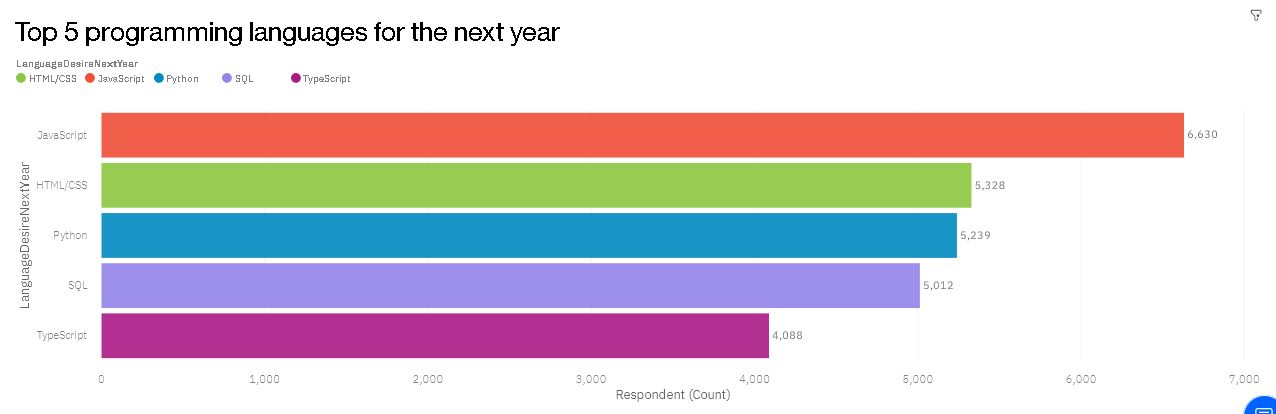 Top 5 programming languages for the next year
LanguageDesireNextYear
HTML/CSS JavaScript Python SQL TypeScript
LanguageDesireNextYear
JavaScript 6,630
HTML/CSS 5,328
Python 5,239
SQL 5,012
TypeScript 4,088
0 1,000 2,000 3,000 4,000 5,000 6,000 7,000
Respondent (Count)